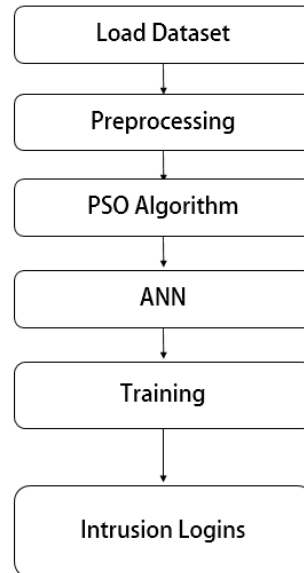 Load Dataset
Preprocessing
PSO Algorithm
ANN
Training
Intrusion Logins